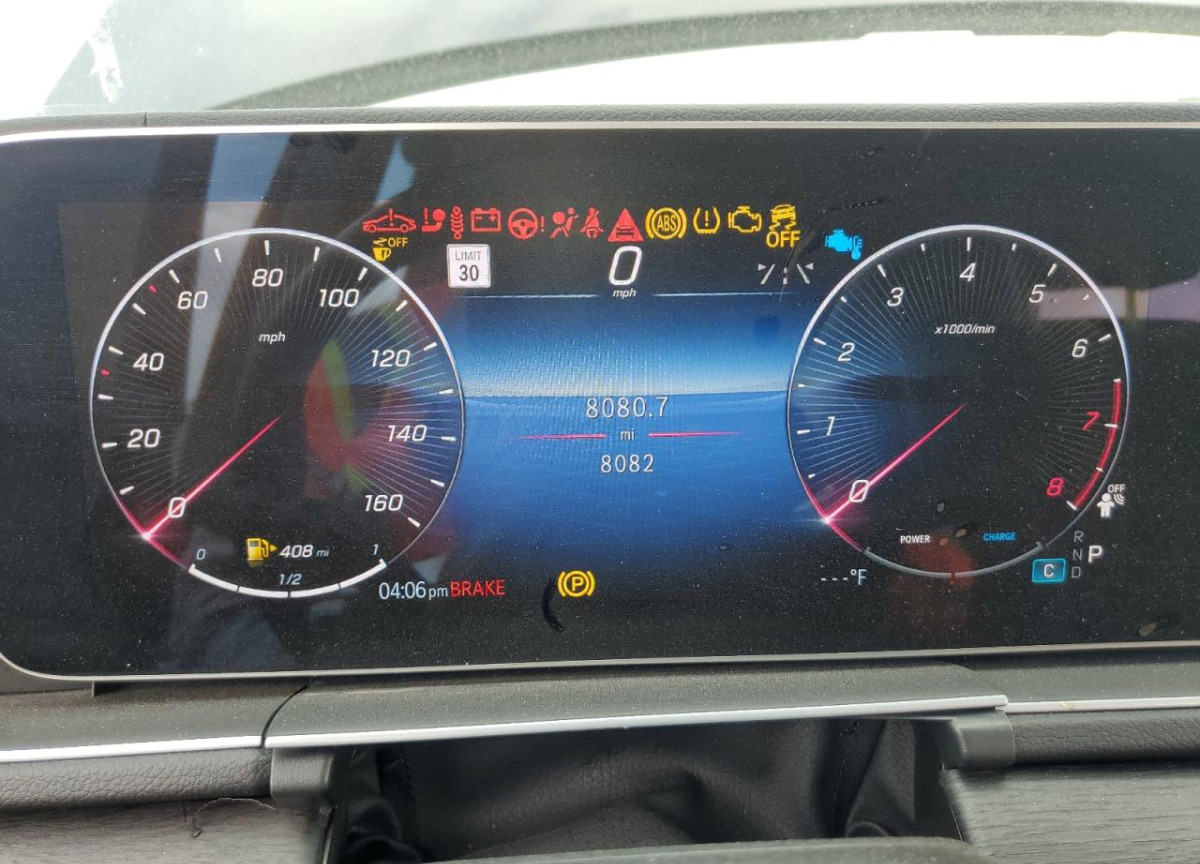 ABS
OFF
OFF
LIMIT
30
0
mph
mph
0
20
40
60
80
100
120
140
160
x1000/min
0
1
2
3
4
5
6
7
8
8080.7
mi
8082
408 mi
0
1/2
1
04:06pm
BRAKE
P
---°F
POWER
CHARGE
OFF
C
R
N
D
P